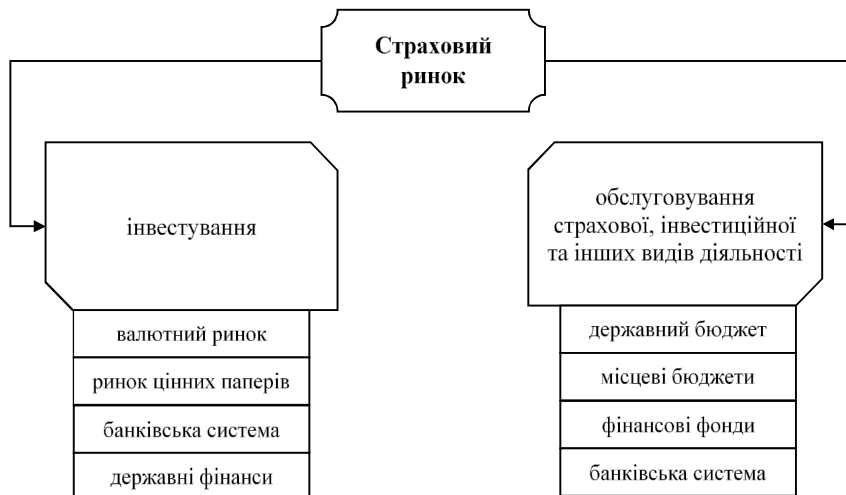 Страховий
ринок
інвестування
валютний ринок
ринок цінних паперів
банківська система
державні фінанси
обслуговування
страхової, інвестиційної
та інших видів діяльності
державний бюджет
місцеві бюджети
фінансові фонди
банківська система